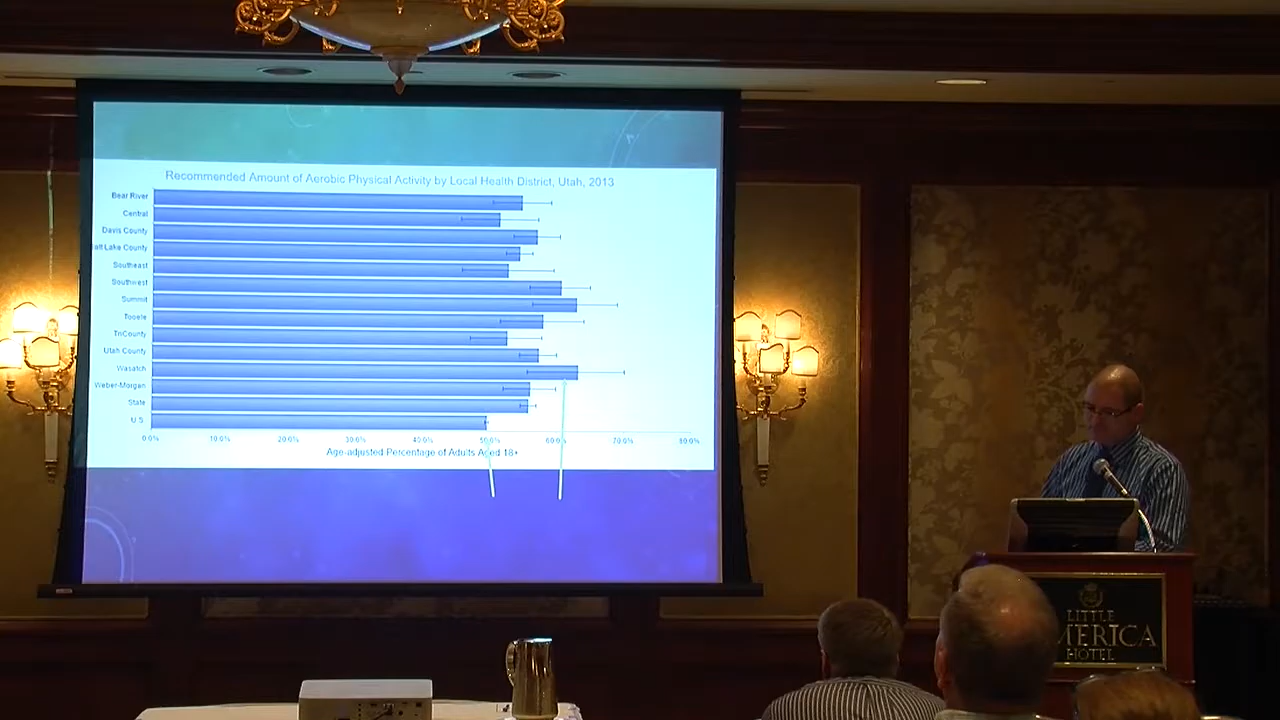 Recommended Amount of Aerobic Physical Activity by Local Health District, Utah, 2013
Bear River
Central
Davis County
alt Lake County
Southeast
Southwest
Summit
Tooele
TriCounty
Utah County
Wasatch
Weber-Morgan
State
U.S.
0.0% 10.0% 20.0% 30.0% 40.0% 50.0% 60.0% 70.0% 80.0%
Age-adjusted Percentage of Adults Aged 18+
LITTLE
MERICA
HOTEL